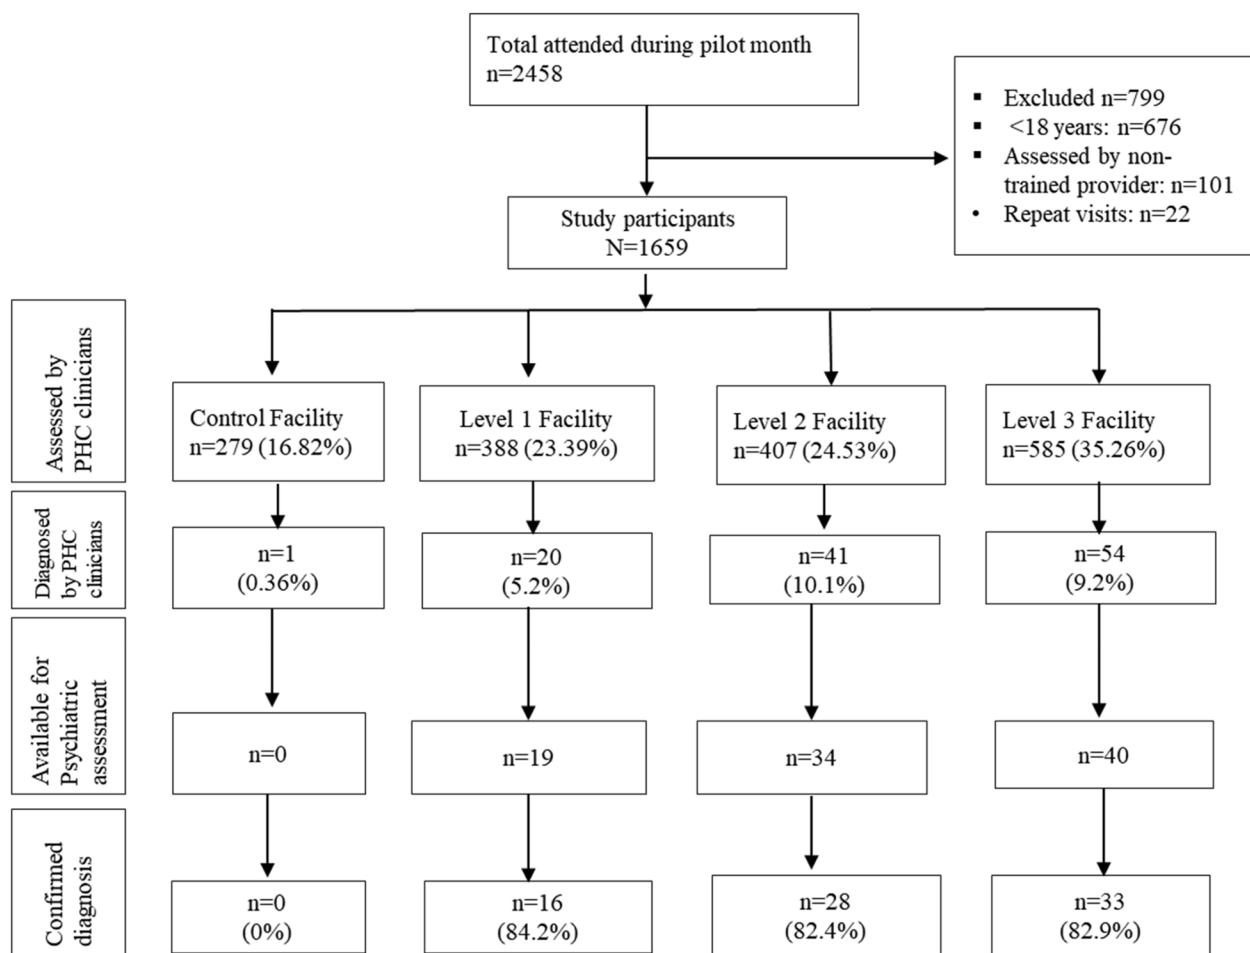 Total attended during pilot month
n=2458
▪ Excluded n=799
▪ <18 years: n=676
▪ Assessed by non-
trained provider: n=101
• Repeat visits: n=22
Study participants
N=1659
Assessed by
PHC clinicians
Control Facility
n=279 (16.82%)
Level 1 Facility
n=388 (23.39%)
Level 2 Facility
n=407 (24.53%)
Level 3 Facility
n=585 (35.26%)
Diagnosed
by PHC
clinicians
n=1
(0.36%)
n=20
(5.2%)
n=41
(10.1%)
n=54
(9.2%)
Available for
Psychiatric
assessment
n=0
n=19
n=34
n=40
Confirmed
diagnosis
n=0
(0%)
n=16
(84.2%)
n=28
(82.4%)
n=33
(82.9%)